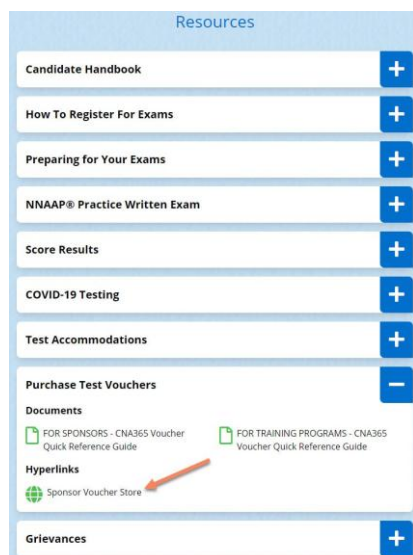 Resources
Candidate Handbook
How To Register For Exams
Preparing for Your Exams
NNAAP® Practice Written Exam
Score Results
COVID-19 Testing
Test Accommodations
Purchase Test Vouchers
Documents
FOR SPONSORS - CNA365 Voucher
Quick Reference Guide
FOR TRAINING PROGRAMS - CNA365
Voucher Quick Reference Guide
Hyperlinks
Sponsor Voucher Store
Grievances